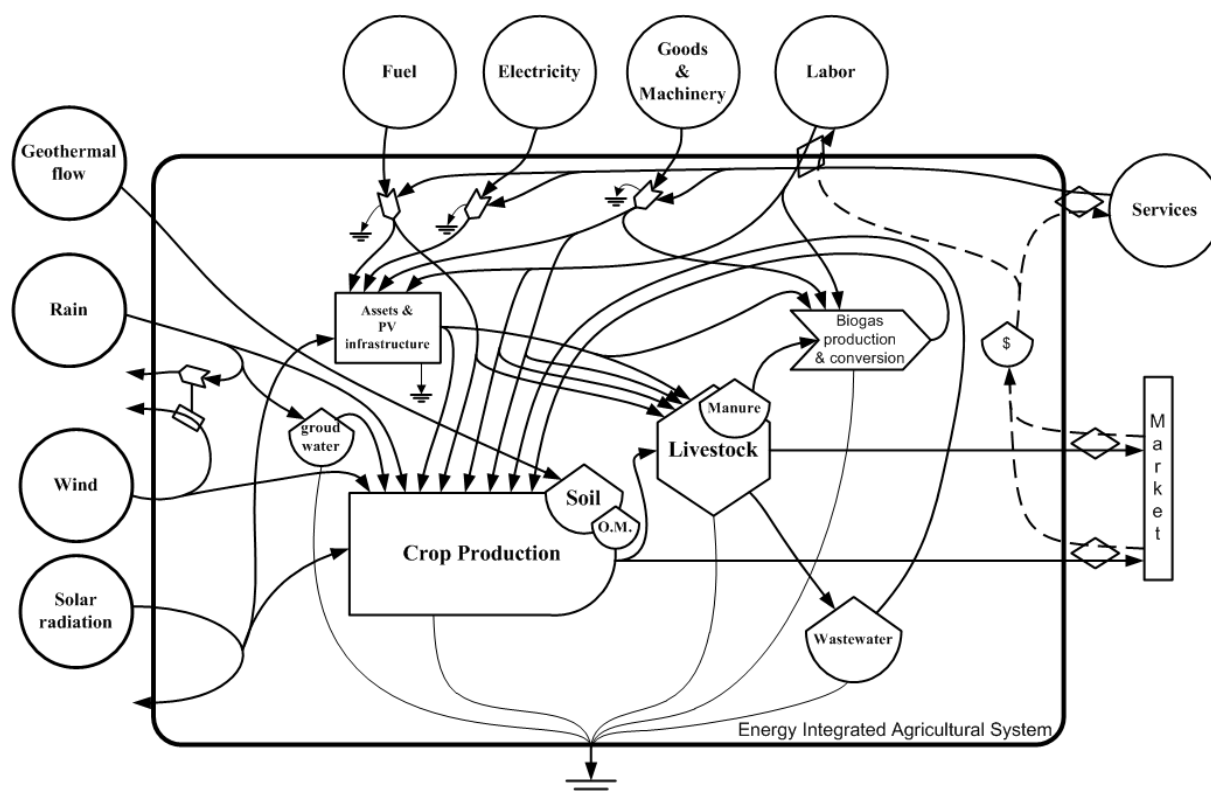 Fuel
Electricity
Goods
&
Machinery
Labor
Geothermal
flow
Services
Rain
Assets &
PV
infrastructure
Biogas
production
& conversion
$
Manure
groud
water
Livestock
Market
Wind
Soil
O.M.
Crop Production
Solar
radiation
Wastewater
Energy Integrated Agricultural System